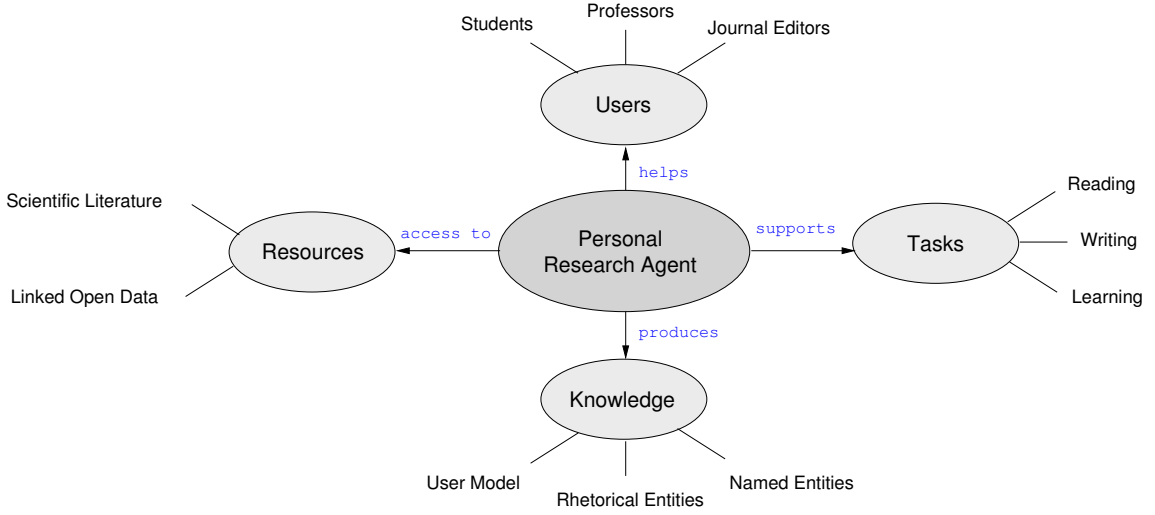 Professors
Students
Journal Editors
Users
helps
Scientific Literature
Reading
access to
supports
Resources
Personal
Research Agent
Tasks
Writing
Linked Open Data
Learning
produces
Knowledge
User Model
Rhetorical Entities
Named Entities